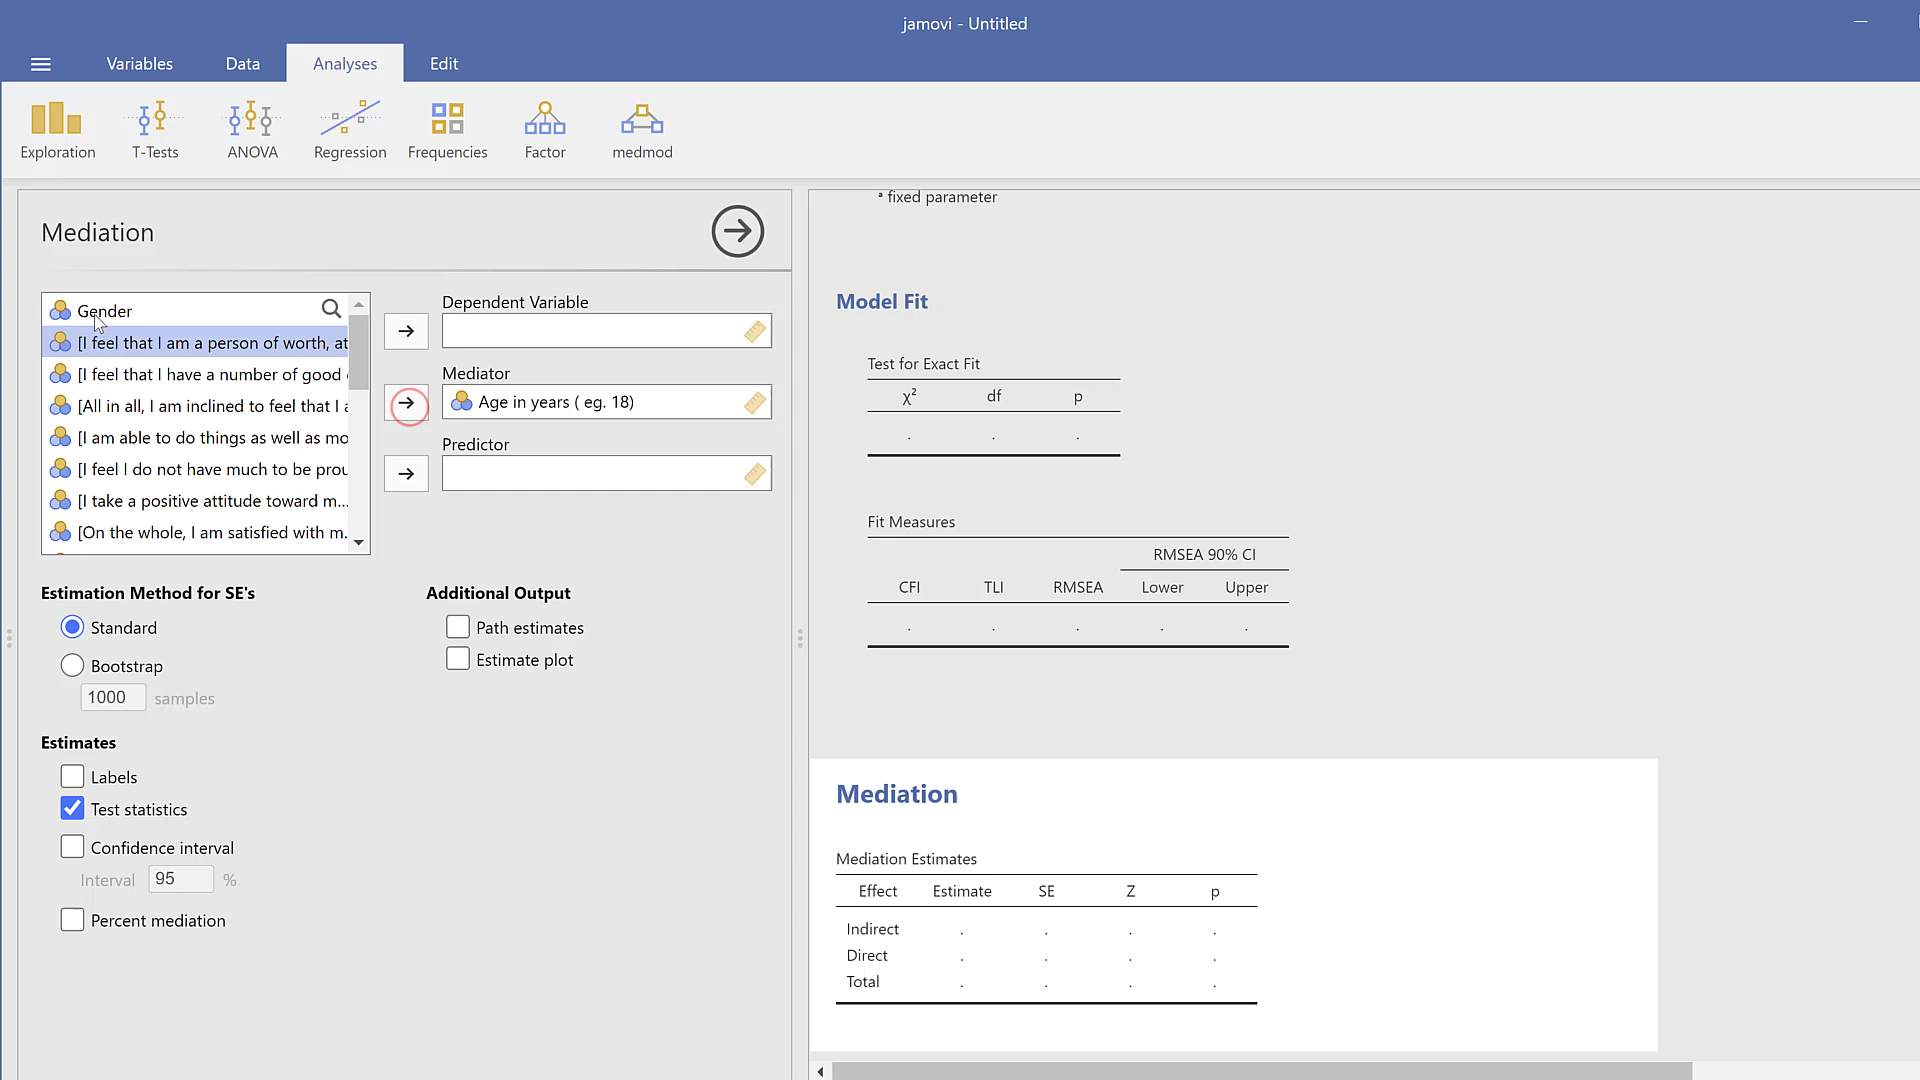 jamovi - Untitled
Variables
Data
Analyses
Edit
Exploration
T-Tests
ANOVA
Regression
Frequencies
Factor
medmod
Mediation
Gender
[I feel that I am a person of worth, at
[I feel that I have a number of good
[All in all, I am inclined to feel that I a
[I am able to do things as well as mo
[I feel I do not have much to be prou
[I take a positive attitude toward m...
[On the whole, I am satisfied with m.
Dependent Variable
Mediator
Age in years ( eg. 18)
Predictor
Estimation Method for SE's
Standard
Bootstrap
1000 samples
Additional Output
Path estimates
Estimate plot
Estimates
Labels
Test statistics
Confidence interval
Interval 95 %
Percent mediation
ᵃ fixed parameter
Model Fit
Test for Exact Fit
χ² df p
. . .
Fit Measures
RMSEA 90% CI
CFI TLI RMSEA Lower Upper
. . . . .
Mediation
Mediation Estimates
Effect Estimate SE Z p
Indirect . . . .
Direct . . . .
Total . . . .